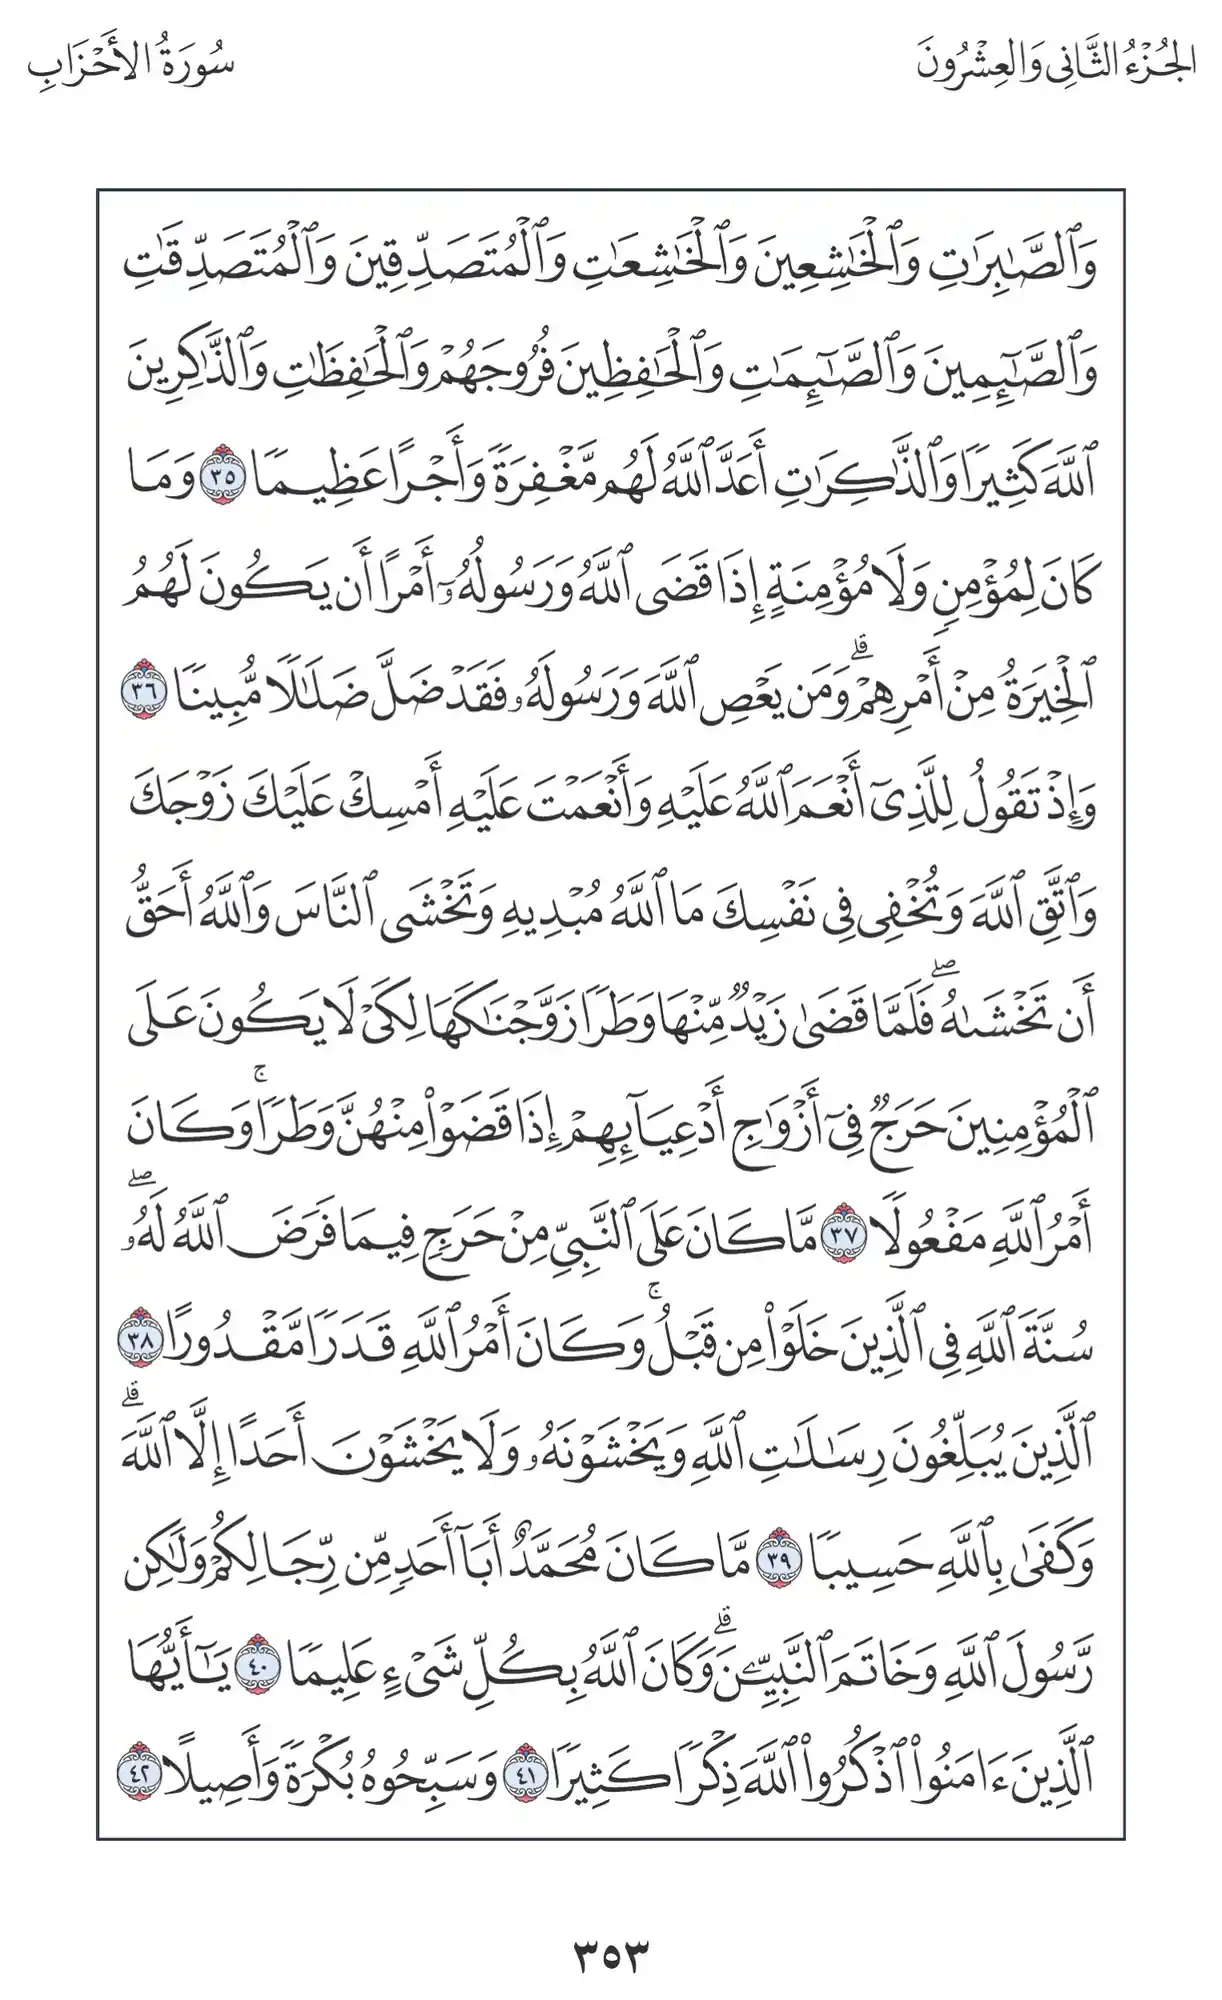 الجُزْءُ الثَّانِي وَالعِشْرُونَ
سُورَةُ الأَحْزَابِ
وَٱلصَّٰبِرَٰتِ وَٱلْخَٰشِعِينَ وَٱلْخَٰشِعَٰتِ وَٱلْمُتَصَدِّقِينَ وَٱلْمُتَصَدِّقَٰتِ
وَٱلصَّٰٓئِمِينَ وَٱلصَّٰٓئِمَٰتِ وَٱلْحَٰفِظِينَ فُرُوجَهُمْ وَٱلْحَٰفِظَٰتِ وَٱلذَّٰكِرِينَ
ٱللَّهَ كَثِيرًا وَٱلذَّٰكِرَٰتِ أَعَدَّ ٱللَّهُ لَهُم مَّغْفِرَةً وَأَجْرًا عَظِيمًا ٣٥ وَمَا
كَانَ لِمُؤْمِنٍ وَلَا مُؤْمِنَةٍ إِذَا قَضَى ٱللَّهُ وَرَسُولُهُۥٓ أَمْرًا أَن يَكُونَ لَهُمُ
ٱلْخِيَرَةُ مِنْ أَمْرِهِمْۗ وَمَن يَعْصِ ٱللَّهَ وَرَسُولَهُۥ فَقَدْ ضَلَّ ضَلَٰلًا مُّبِينًا ٣٦
وَإِذْ تَقُولُ لِلَّذِىٓ أَنْعَمَ ٱللَّهُ عَلَيْهِ وَأَنْعَمْتَ عَلَيْهِ أَمْسِكْ عَلَيْكَ زَوْجَكَ
وَٱتَّقِ ٱللَّهَ وَتُخْفِى فِى نَفْسِكَ مَا ٱللَّهُ مُبْدِيهِ وَتَخْشَى ٱلنَّاسَ وَٱللَّهُ أَحَقُّ
أَن تَخْشَىٰهُۖ فَلَمَّا قَضَىٰ زَيْدٌ مِّنْهَا وَطَرًا زَوَّجْنَٰكَهَا لِكَىْ لَا يَكُونَ عَلَى
ٱلْمُؤْمِنِينَ حَرَجٌ فِىٓ أَزْوَٰجِ أَدْعِيَآئِهِمْ إِذَا قَضَوْا۟ مِنْهُنَّ وَطَرًاۚ وَكَانَ
أَمْرُ ٱللَّهِ مَفْعُولًا ٣٧ مَّا كَانَ عَلَى ٱلنَّبِىِّ مِنْ حَرَجٍ فِيمَا فَرَضَ ٱللَّهُ لَهُۥۖ
سُنَّةَ ٱللَّهِ فِى ٱلَّذِينَ خَلَوْا۟ مِن قَبْلُۚ وَكَانَ أَمْرُ ٱللَّهِ قَدَرًا مَّقْدُورًا ٣٨
ٱلَّذِينَ يُبَلِّغُونَ رِسَٰلَٰتِ ٱللَّهِ وَيَخْشَوْنَهُۥ وَلَا يَخْشَوْنَ أَحَدًا إِلَّا ٱللَّهَۗ
وَكَفَىٰ بِٱللَّهِ حَسِيبًا ٣٩ مَّا كَانَ مُحَمَّدٌ أَبَآ أَحَدٍ مِّن رِّجَالِكُمْ وَلَٰكِن
رَّسُولَ ٱللَّهِ وَخَاتَمَ ٱلنَّبِيِّۦنَۗ وَكَانَ ٱللَّهُ بِكُلِّ شَىْءٍ عَلِيمًا ٤٠ يَٰٓأَيُّهَا
ٱلَّذِينَ ءَامَنُوا۟ ٱذْكُرُوا۟ ٱللَّهَ ذِكْرًا كَثِيرًا ٤١ وَسَبِّحُوهُ بُكْرَةً وَأَصِيلًا ٤٢
٣٥٣